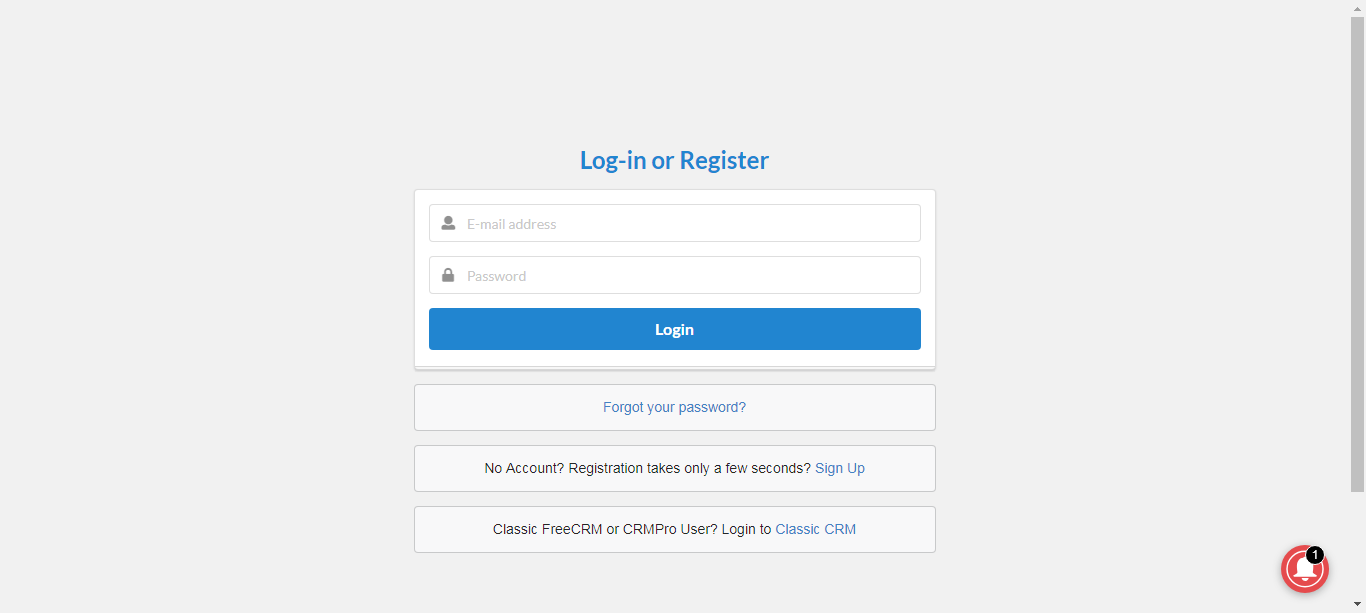 Log-in or Register
E-mail address
Password
Login
Forgot your password?
No Account? Registration takes only a few seconds? Sign Up
Classic FreeCRM or CRMPro User? Login to Classic CRM
1